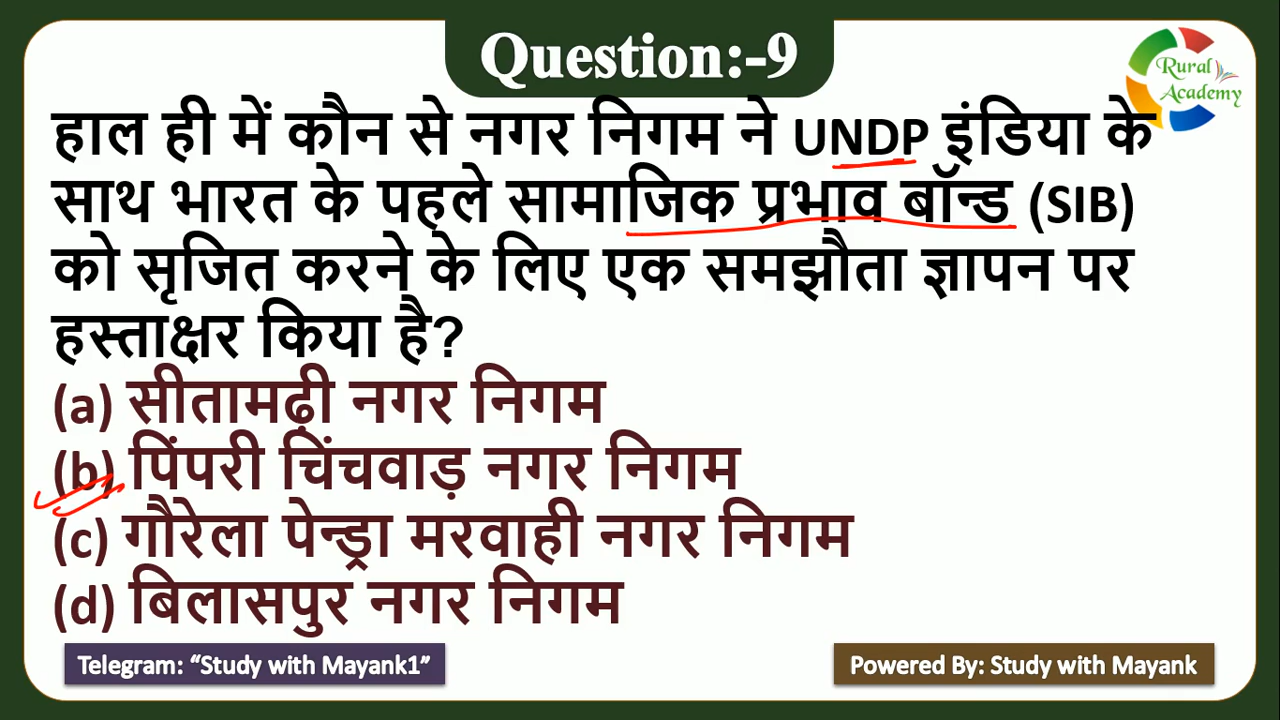 Question:-9
Rural
Academy
हाल ही में कौन से नगर निगम ने UNDP इंडिया के
साथ भारत के पहले सामाजिक प्रभाव बॉन्ड (SIB)
को सृजित करने के लिए एक समझौता ज्ञापन पर
हस्ताक्षर किया है?
(a) सीतामढ़ी नगर निगम
(b) पिंपरी चिंचवाड़ नगर निगम
(c) गौरेला पेन्ड्रा मरवाही नगर निगम
(d) बिलासपुर नगर निगम
Telegram: “Study with Mayank1”
Powered By: Study with Mayank